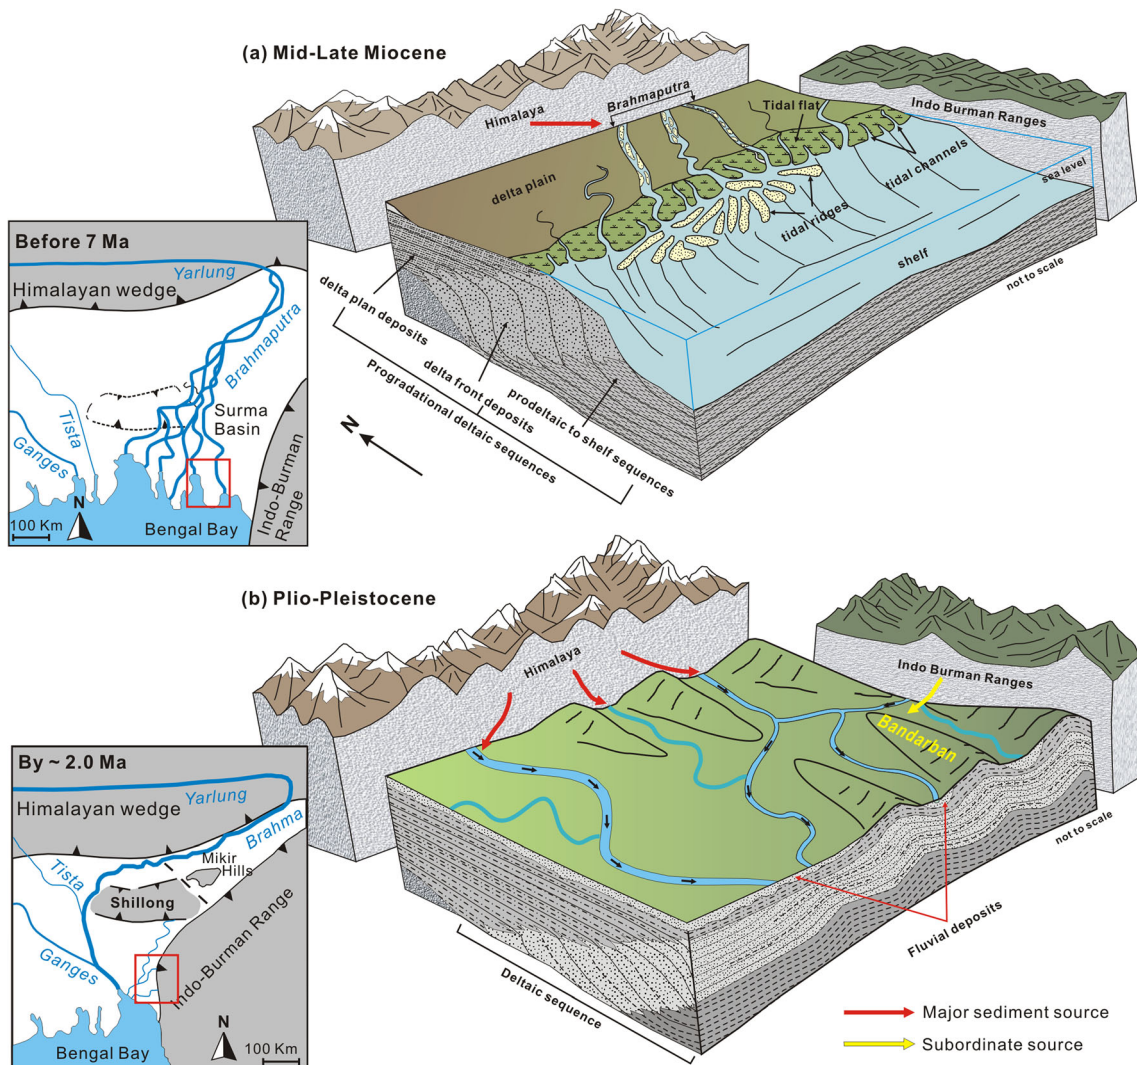 (a) Mid-Late Miocene
Himalaya
Brahmaputra
Tidal flat
Indo Burman Ranges
tidal channels
sea level
delta plain
tidal ridges
shelf
not to scale
delta plan deposits
delta front deposits
prodeltaic to shelf sequences
Progradational deltaic sequences
N
Before 7 Ma
Yarlung
Himalayan wedge
Brahmaputra
Surma
Basin
Tista
Ganges
N
100 Km
Bengal Bay
Indo-Burman
Range
(b) Plio-Pleistocene
Himalaya
Indo Burman Ranges
Bandarban
not to scale
Fluvial deposits
Deltaic sequence
By ~ 2.0 Ma
Yarlung
Himalayan wedge
Brahma
Mikir
Hills
Tista
Shillong
Ganges
Indo-Burman Range
N
Bengal Bay
100 Km
Major sediment source
Subordinate source